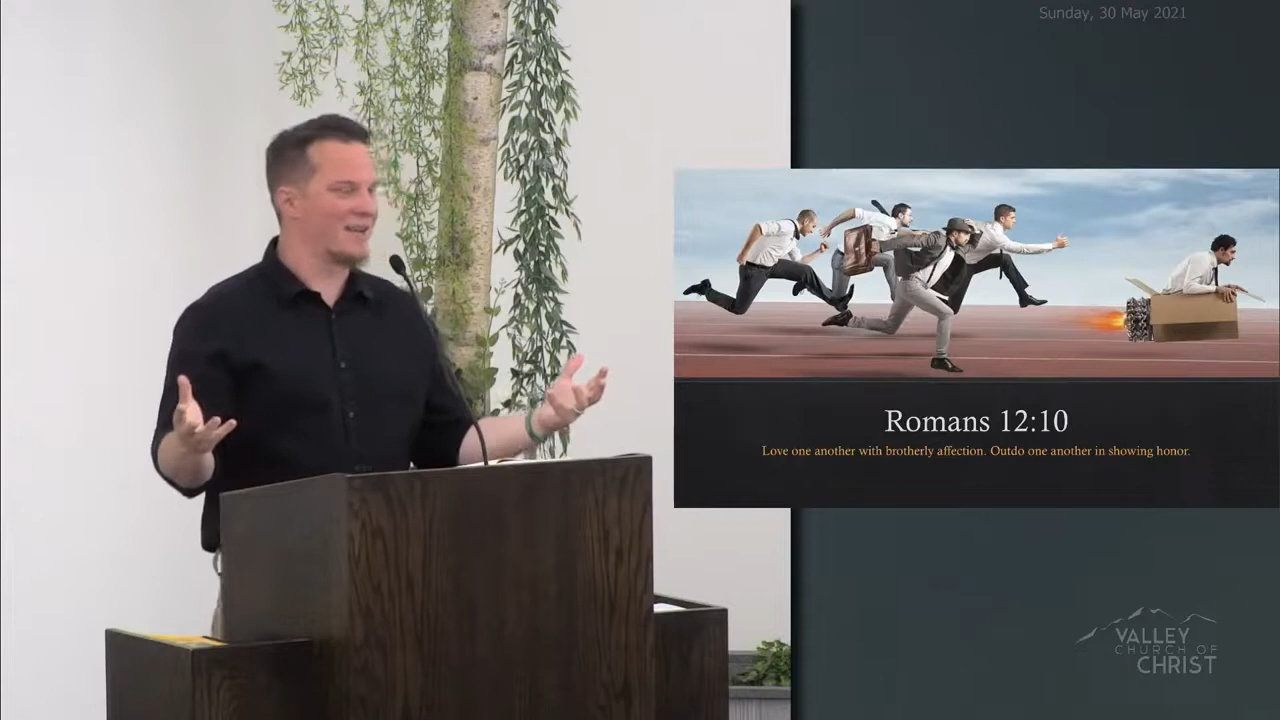 Sunday, 30 May 2021
Romans 12:10
Love one another with brotherly affection. Outdo one another in showing honor.
VALLEY
CHURCH OF
CHRIST